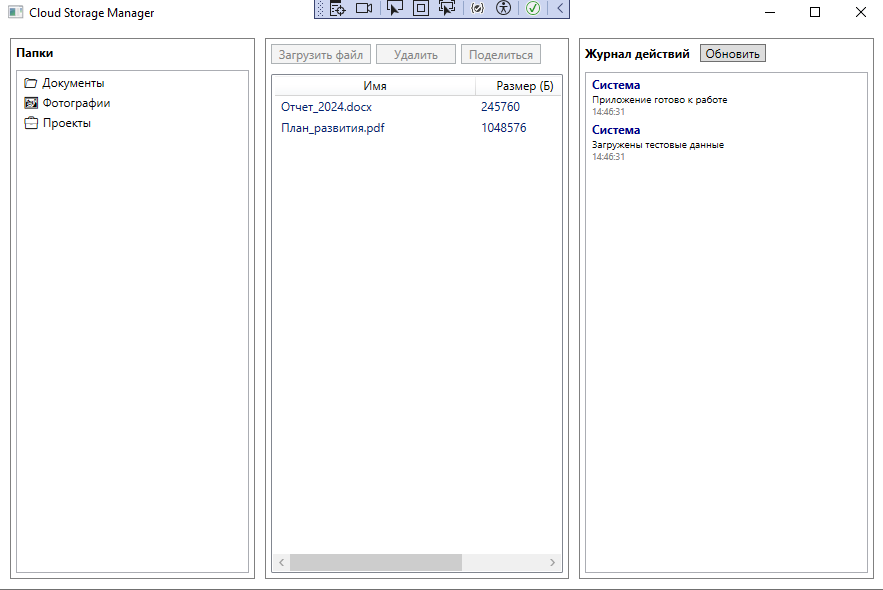 Cloud Storage Manager
Папки
Документы
Фотографии
Проекты
Загрузить файл
Удалить
Поделиться
Имя
Размер (Б)
Отчет_2024.docx
245760
План_развития.pdf
1048576
Журнал действий
Обновить
Система
Приложение готово к работе
14:46:31
Система
Загружены тестовые данные
14:46:31